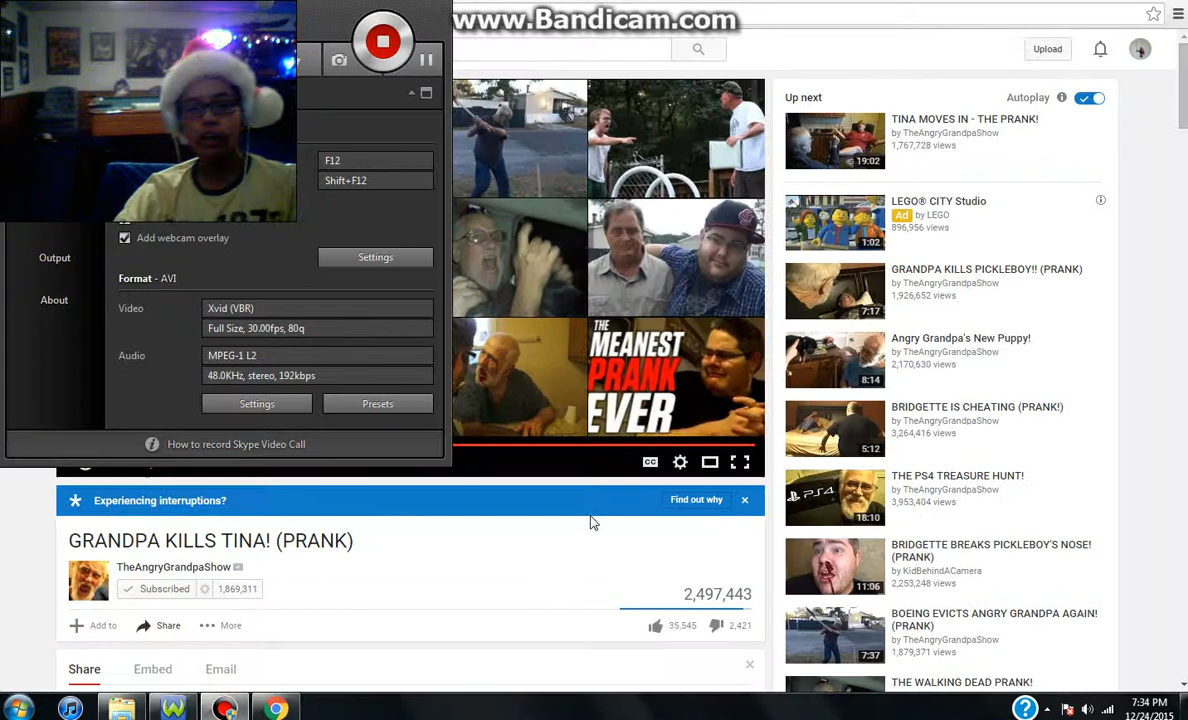 www.Bandicam.com
Upload
F12
Shift+F12
Add webcam overlay
Output
Settings
Format - AVI
About
Video
Xvid (VBR)
Full Size, 30.00fps, 80q
Audio
MPEG-1 L2
48.0KHz, stereo, 192kbps
Settings
Presets
How to record Skype Video Call
THE
MEANEST
PRANK
EVER
CC
Experiencing interruptions?
Find out why
GRANDPA KILLS TINA! (PRANK)
TheAngryGrandpaShow
Subscribed
1,869,311
2,497,443
Add to
Share
More
35,545
2,421
Share
Embed
Email
Up next
Autoplay
TINA MOVES IN - THE PRANK!
by TheAngryGrandpaShow
1,767,728 views
19:02
LEGO® CITY Studio
Ad by LEGO
896,956 views
1:02
GRANDPA KILLS PICKLEBOY!! (PRANK)
by TheAngryGrandpaShow
1,926,652 views
7:17
Angry Grandpa's New Puppy!
by TheAngryGrandpaShow
2,170,630 views
8:14
BRIDGETTE IS CHEATING (PRANK!)
by TheAngryGrandpaShow
3,264,416 views
5:12
THE PS4 TREASURE HUNT!
by TheAngryGrandpaShow
3,953,404 views
PS4
18:10
BRIDGETTE BREAKS PICKLEBOY'S NOSE!
(PRANK)
by KidBehindACamera
2,253,248 views
11:06
BOEING EVICTS ANGRY GRANDPA AGAIN!
(PRANK)
by TheAngryGrandpaShow
1,879,371 views
7:37
THE WALKING DEAD PRANK!
7:34 PM
12/24/2015